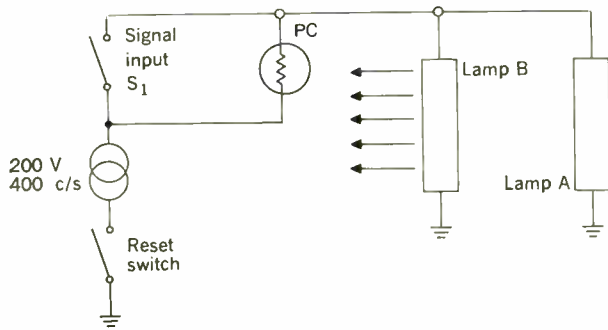 Signal
input
S1
PC
Lamp B
Lamp A
200 V
400 c/s
Reset
switch